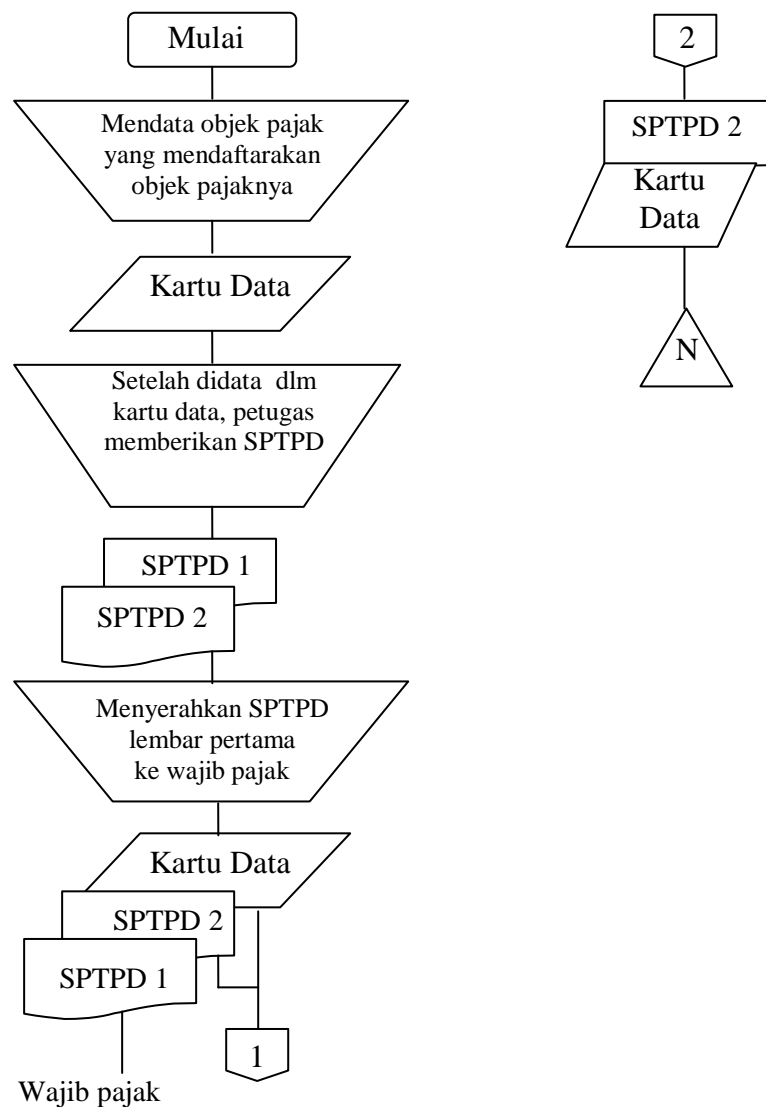 Mulai
Mendata objek pajak
yang mendaftarakan
objek pajaknya
Kartu Data
Setelah didata dlm
kartu data, petugas
memberikan SPTPD
SPTPD 1
SPTPD 2
Menyerahkan SPTPD
lembar pertama
ke wajib pajak
Kartu Data
SPTPD 2
SPTPD 1
1
Wajib pajak
2
SPTPD 2
Kartu
Data
N